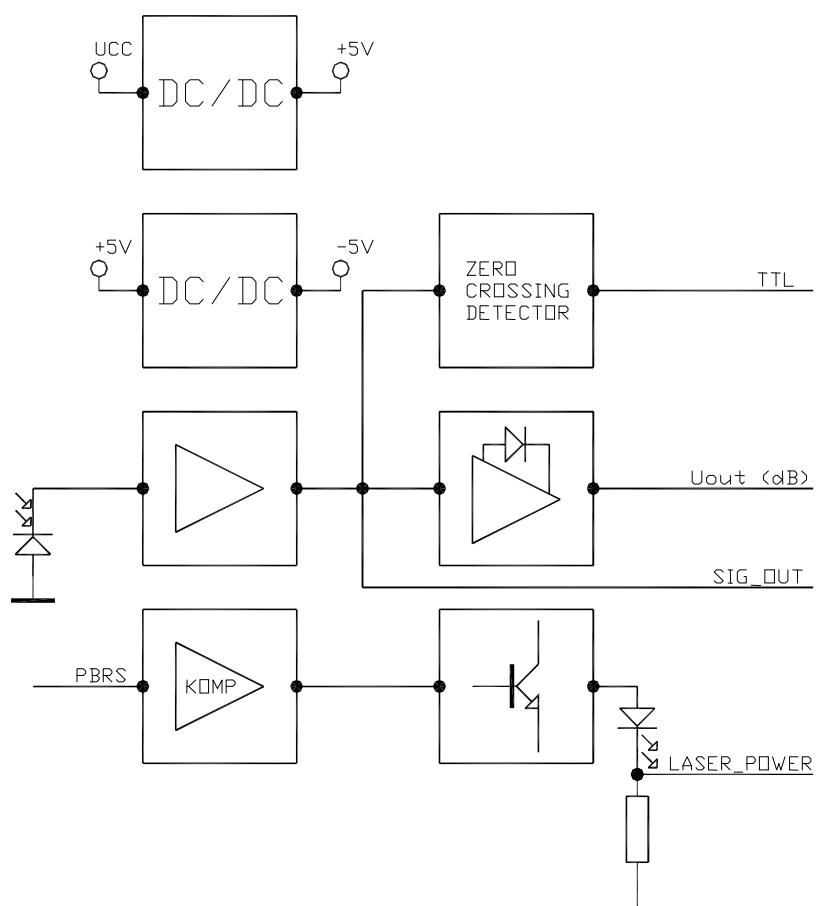 UCC
+5V
DC/DC
+5V
-5V
DC/DC
ZERO
CROSSING
DETECTOR
TTL
Uout (dB)
SIG_OUT
PBRS
KOMP
LASER_POWER